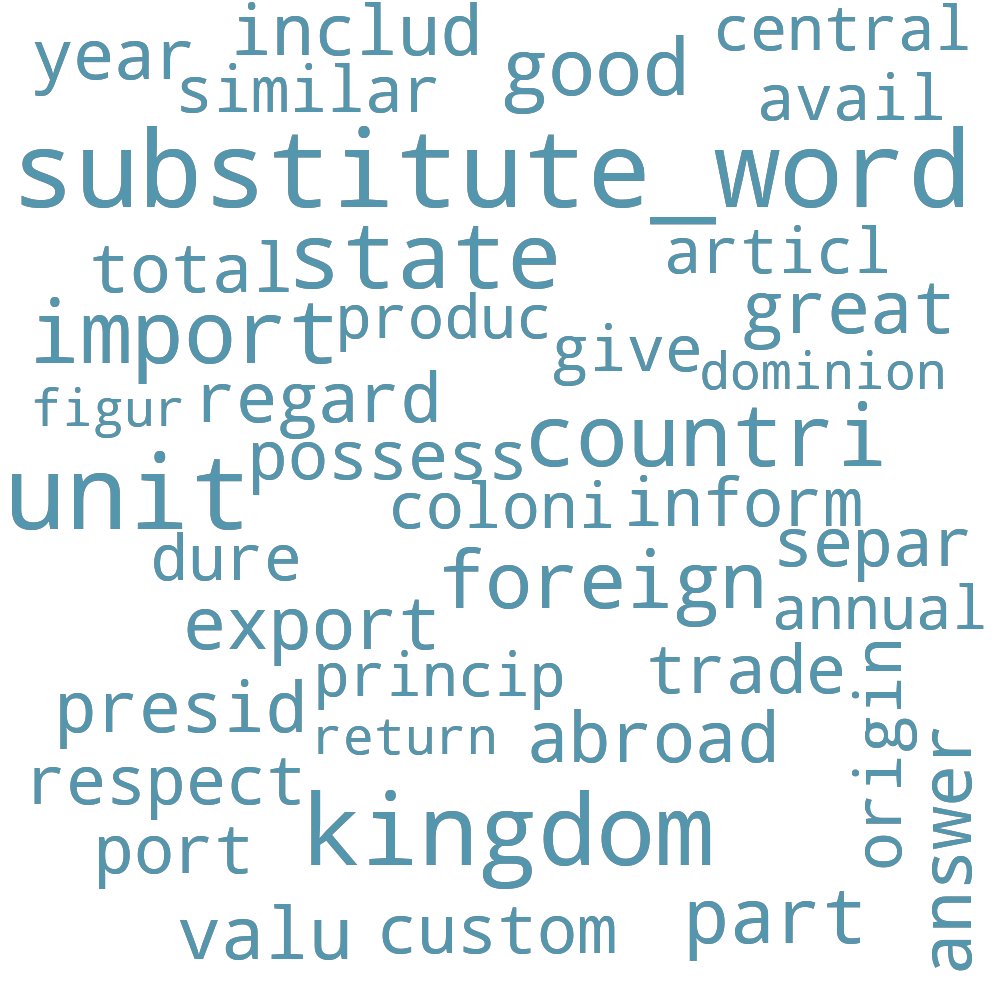 year includ central
similar good avail
substitute_word
total state articl
import produc great
give dominion
figur regard countri
unit possess
coloni inform
dure foreign separ
export annual
presid princip trade origin
return abroad answer
respect
port kingdom
valu custom part